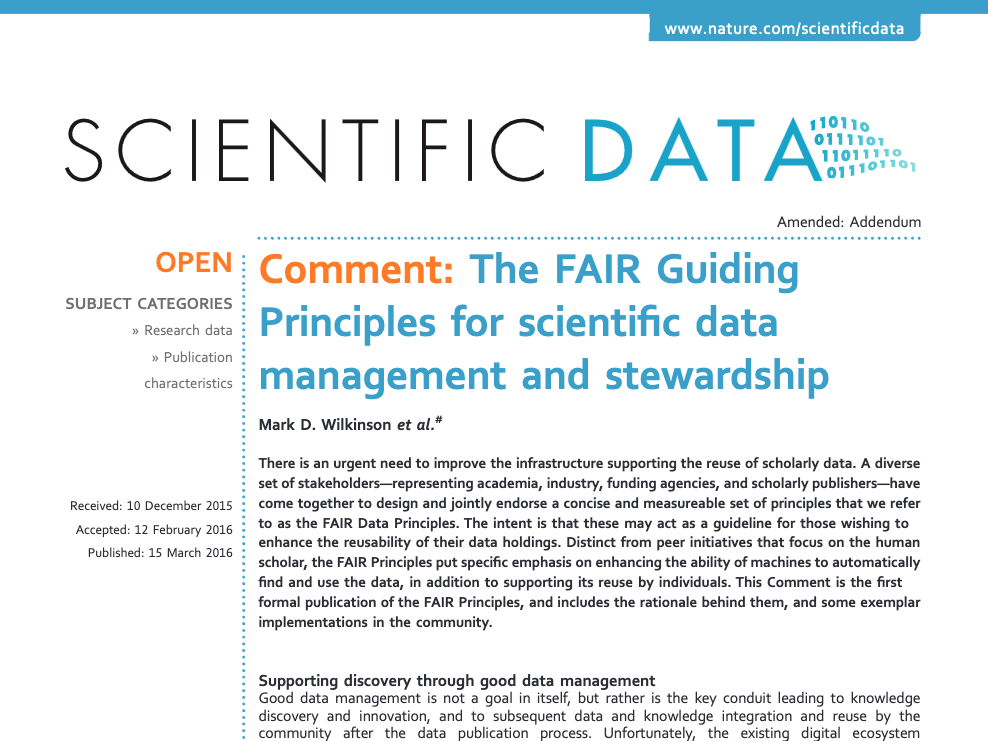 www.nature.com/scientificdata
SCIENTIFIC DATA
110110
0111101
11011110
011110101
Amended: Addendum
OPEN
SUBJECT CATEGORIES
» Research data
» Publication
characteristics
Received: 10 December 2015
Accepted: 12 February 2016
Published: 15 March 2016
Comment: The FAIR Guiding
Principles for scientific data
management and stewardship
Mark D. Wilkinson et al.#
There is an urgent need to improve the infrastructure supporting the reuse of scholarly data. A diverse
set of stakeholders—representing academia, industry, funding agencies, and scholarly publishers—have
come together to design and jointly endorse a concise and measureable set of principles that we refer
to as the FAIR Data Principles. The intent is that these may act as a guideline for those wishing to
enhance the reusability of their data holdings. Distinct from peer initiatives that focus on the human
scholar, the FAIR Principles put specific emphasis on enhancing the ability of machines to automatically
find and use the data, in addition to supporting its reuse by individuals. This Comment is the first
formal publication of the FAIR Principles, and includes the rationale behind them, and some exemplar
implementations in the community.
Supporting discovery through good data management
Good data management is not a goal in itself, but rather is the key conduit leading to knowledge
discovery and innovation, and to subsequent data and knowledge integration and reuse by the
community after the data publication process. Unfortunately, the existing digital ecosystem